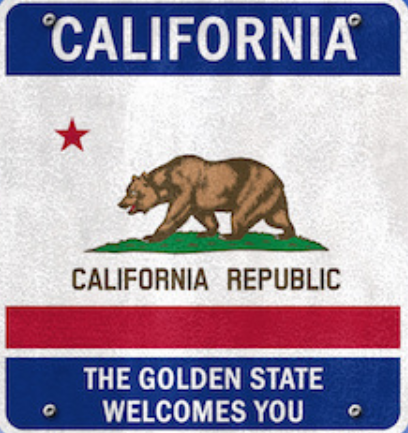 CALIFORNIA
CALIFORNIA REPUBLIC
THE GOLDEN STATE
WELCOMES YOU